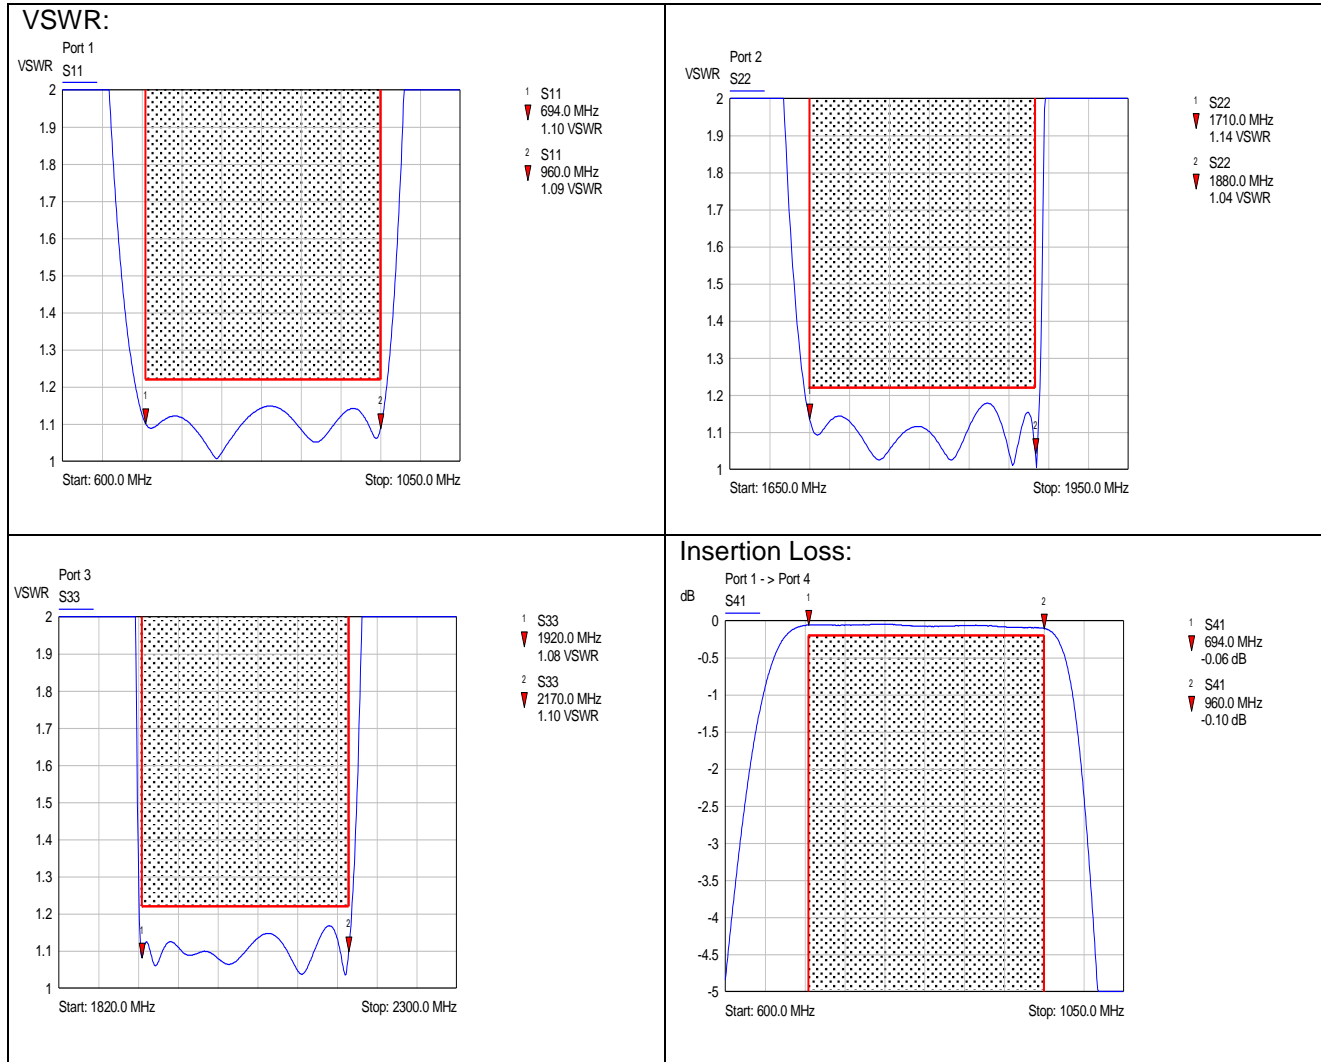 VSWR:
Port 1
VSWR
S11
2
1.9
1.8
1.7
1.6
1.5
1.4
1.3
1.2
1.1
1
1
2
Start: 600.0 MHz
Stop: 1050.0 MHz
1 S11
694.0 MHz
1.10 VSWR
2 S11
960.0 MHz
1.09 VSWR
Port 2
VSWR
S22
2
1.9
1.8
1.7
1.6
1.5
1.4
1.3
1.2
1.1
1
1
2
Start: 1650.0 MHz
Stop: 1950.0 MHz
1 S22
1710.0 MHz
1.14 VSWR
2 S22
1880.0 MHz
1.04 VSWR
Port 3
VSWR
S33
2
1.9
1.8
1.7
1.6
1.5
1.4
1.3
1.2
1.1
1
1
2
Start: 1820.0 MHz
Stop: 2300.0 MHz
1 S33
1920.0 MHz
1.08 VSWR
2 S33
2170.0 MHz
1.10 VSWR
Insertion Loss:
Port 1 - > Port 4
dB
S41
1
2
0
-0.5
-1
-1.5
-2
-2.5
-3
-3.5
-4
-4.5
-5
Start: 600.0 MHz
Stop: 1050.0 MHz
1 S41
694.0 MHz
-0.06 dB
2 S41
960.0 MHz
-0.10 dB